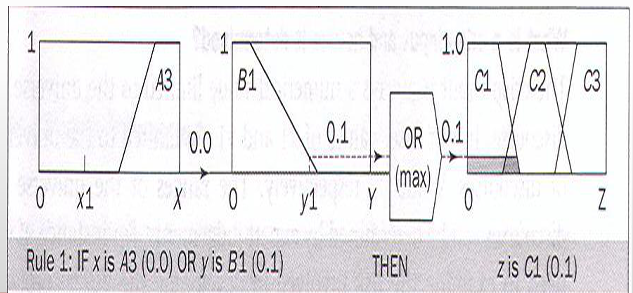 1 A3 1 B1 1.0 C1 C2 C3
0.0 0.1 OR (max) 0.1
0 x1 X 0 y1 Y 0 Z
Rule 1: IF x is A3 (0.0) OR y is B1 (0.1) THEN z is C1 (0.1)